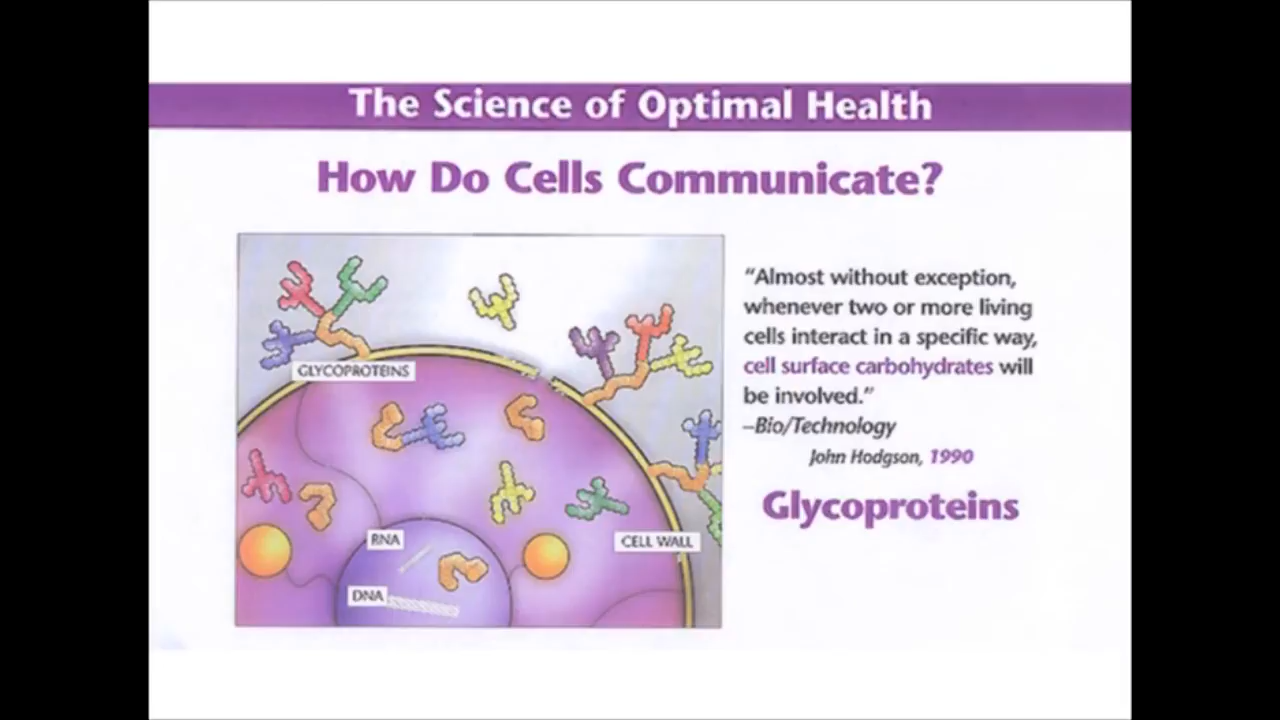 The Science of Optimal Health
How Do Cells Communicate?
GLYCOPROTEINS
RNA
DNA
CELL WALL
“Almost without exception,
whenever two or more living
cells interact in a specific way,
cell surface carbohydrates will
be involved.”
–Bio/Technology
John Hodgson, 1990
Glycoproteins